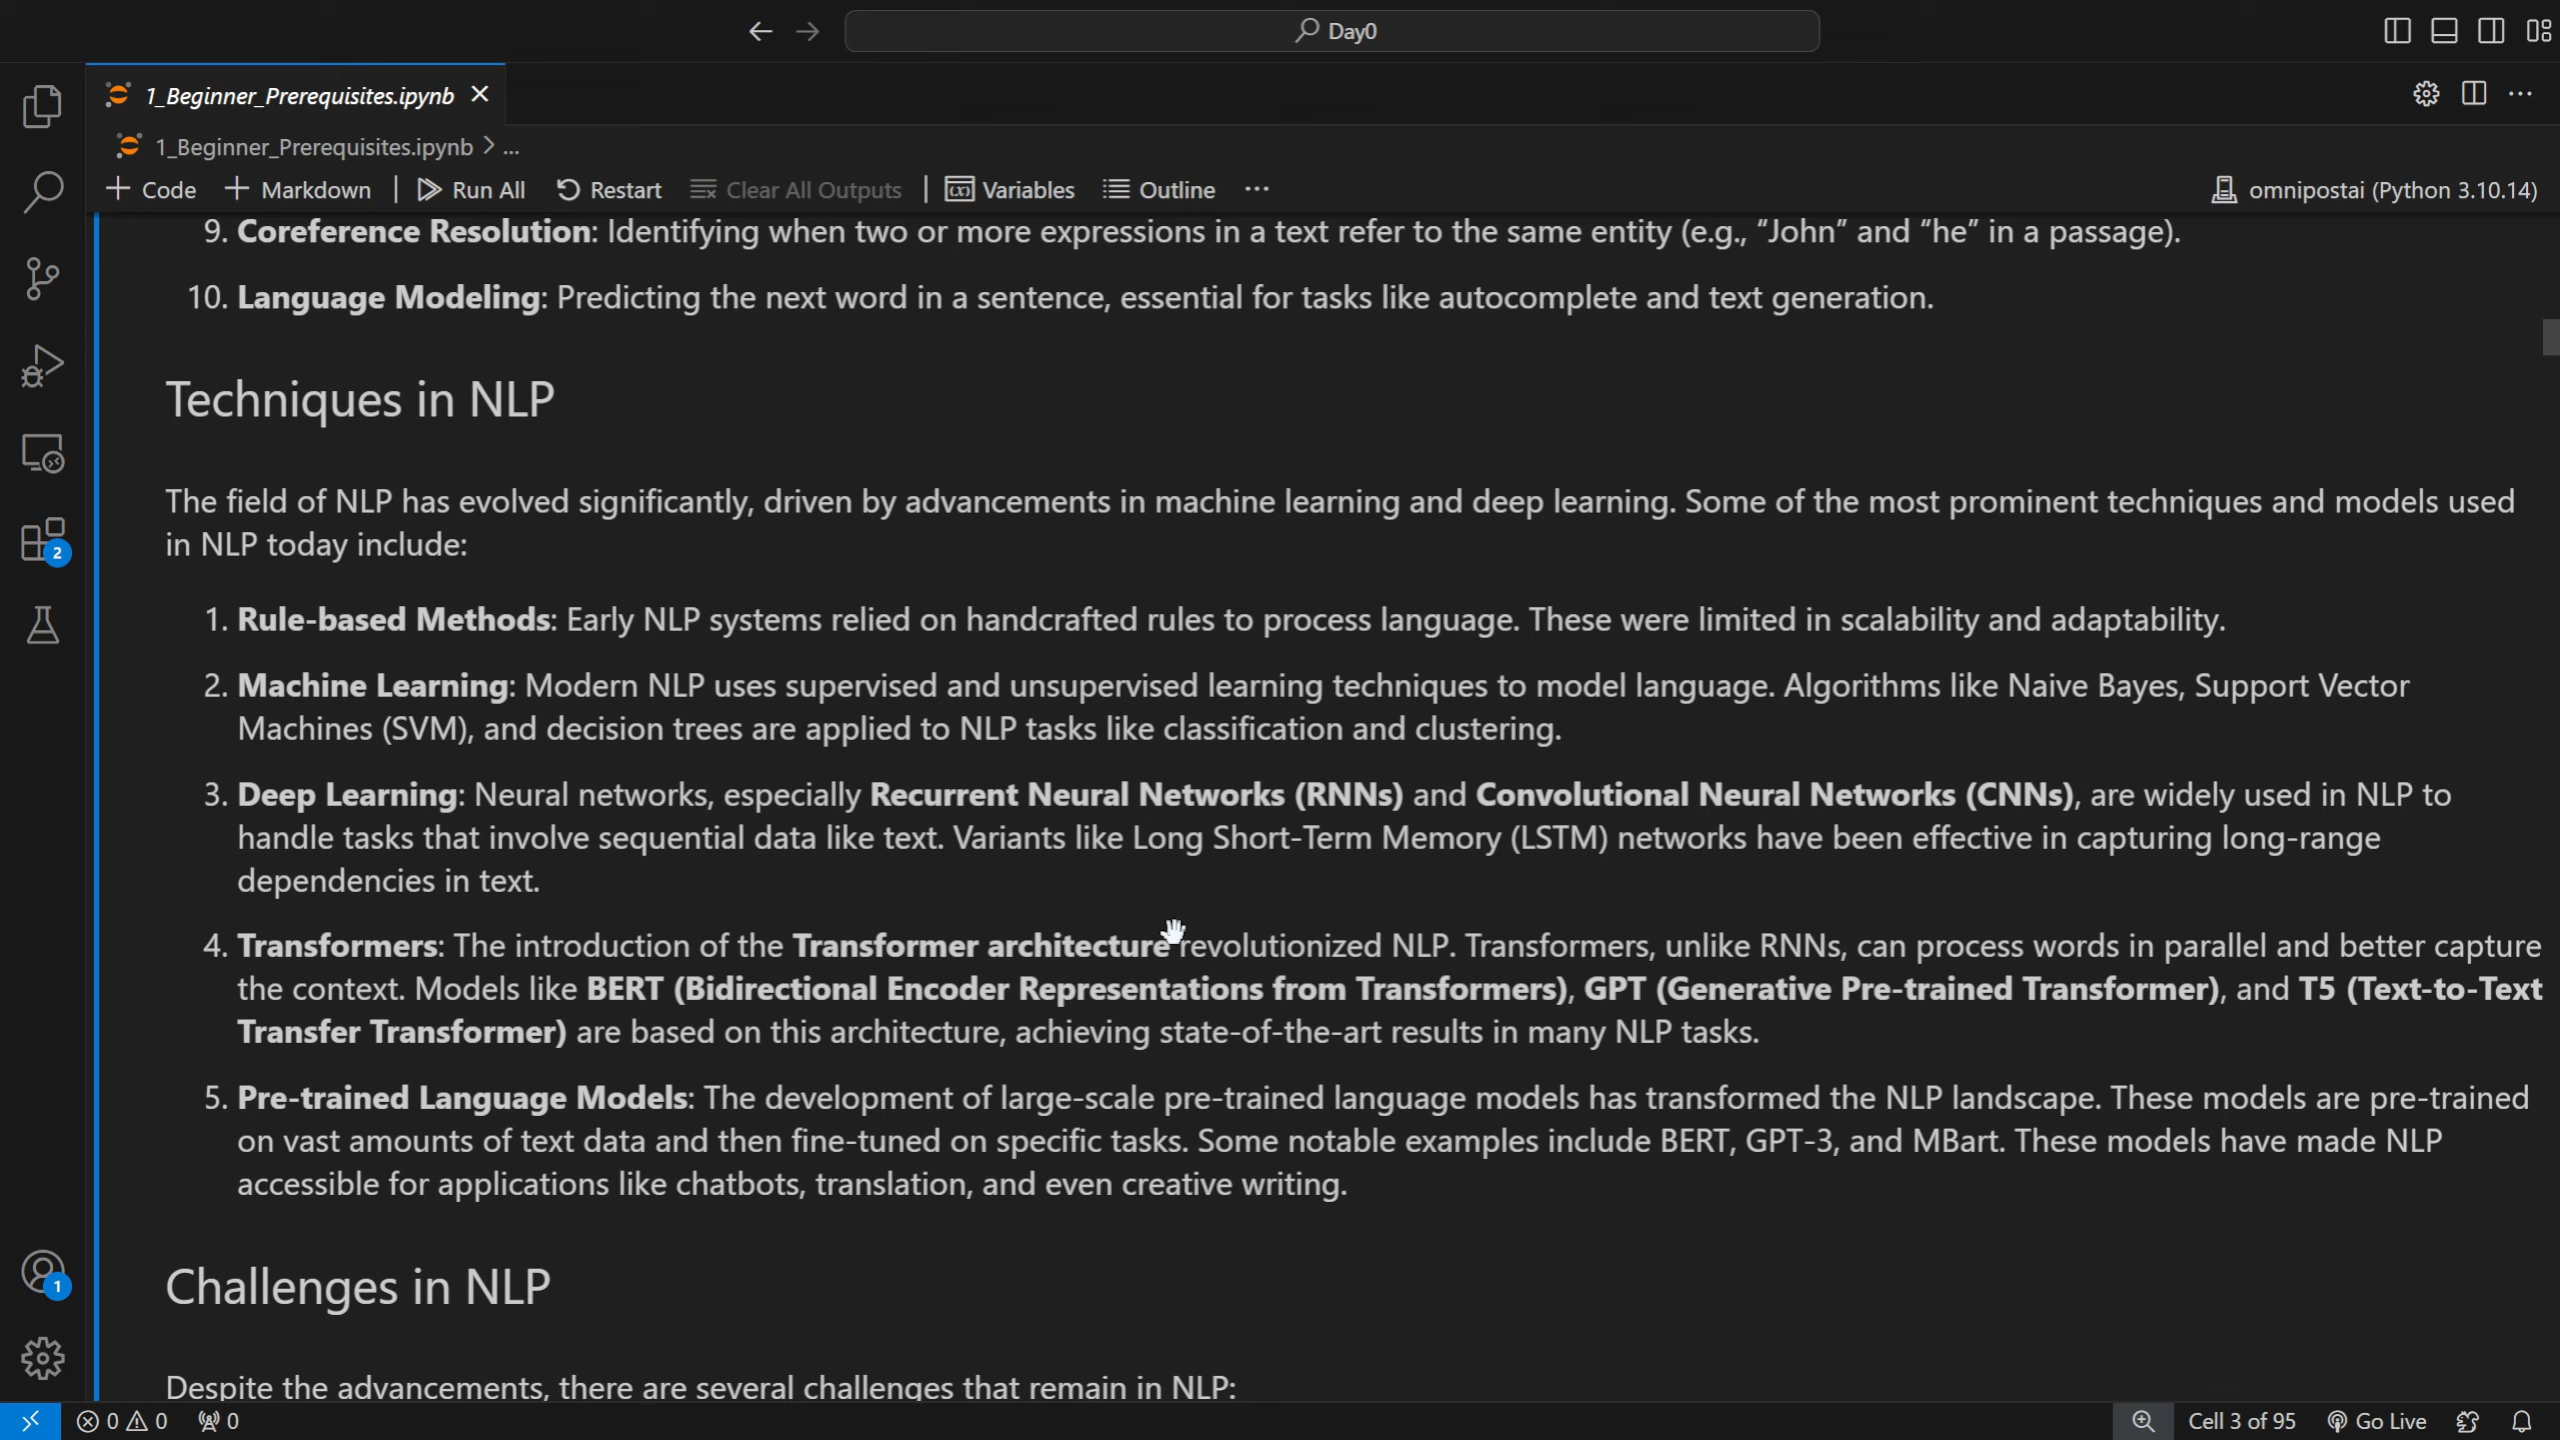 Day0
1_Beginner_Prerequisites.ipynb
1_Beginner_Prerequisites.ipynb > ...
Code Markdown Run All Restart Clear All Outputs Variables Outline ... omnipostai (Python 3.10.14)
9. Coreference Resolution: Identifying when two or more expressions in a text refer to the same entity (e.g., “John” and “he” in a passage).
10. Language Modeling: Predicting the next word in a sentence, essential for tasks like autocomplete and text generation.
Techniques in NLP
The field of NLP has evolved significantly, driven by advancements in machine learning and deep learning. Some of the most prominent techniques and models used
in NLP today include:
1. Rule-based Methods: Early NLP systems relied on handcrafted rules to process language. These were limited in scalability and adaptability.
2. Machine Learning: Modern NLP uses supervised and unsupervised learning techniques to model language. Algorithms like Naive Bayes, Support Vector
Machines (SVM), and decision trees are applied to NLP tasks like classification and clustering.
3. Deep Learning: Neural networks, especially Recurrent Neural Networks (RNNs) and Convolutional Neural Networks (CNNs), are widely used in NLP to
handle tasks that involve sequential data like text. Variants like Long Short-Term Memory (LSTM) networks have been effective in capturing long-range
dependencies in text.
4. Transformers: The introduction of the Transformer architecture revolutionized NLP. Transformers, unlike RNNs, can process words in parallel and better capture
the context. Models like BERT (Bidirectional Encoder Representations from Transformers), GPT (Generative Pre-trained Transformer), and T5 (Text-to-Text
Transfer Transformer) are based on this architecture, achieving state-of-the-art results in many NLP tasks.
5. Pre-trained Language Models: The development of large-scale pre-trained language models has transformed the NLP landscape. These models are pre-trained
on vast amounts of text data and then fine-tuned on specific tasks. Some notable examples include BERT, GPT-3, and MBart. These models have made NLP
accessible for applications like chatbots, translation, and even creative writing.
Challenges in NLP
Despite the advancements, there are several challenges that remain in NLP:
2
1
0 0 0 Cell 3 of 95 Go Live